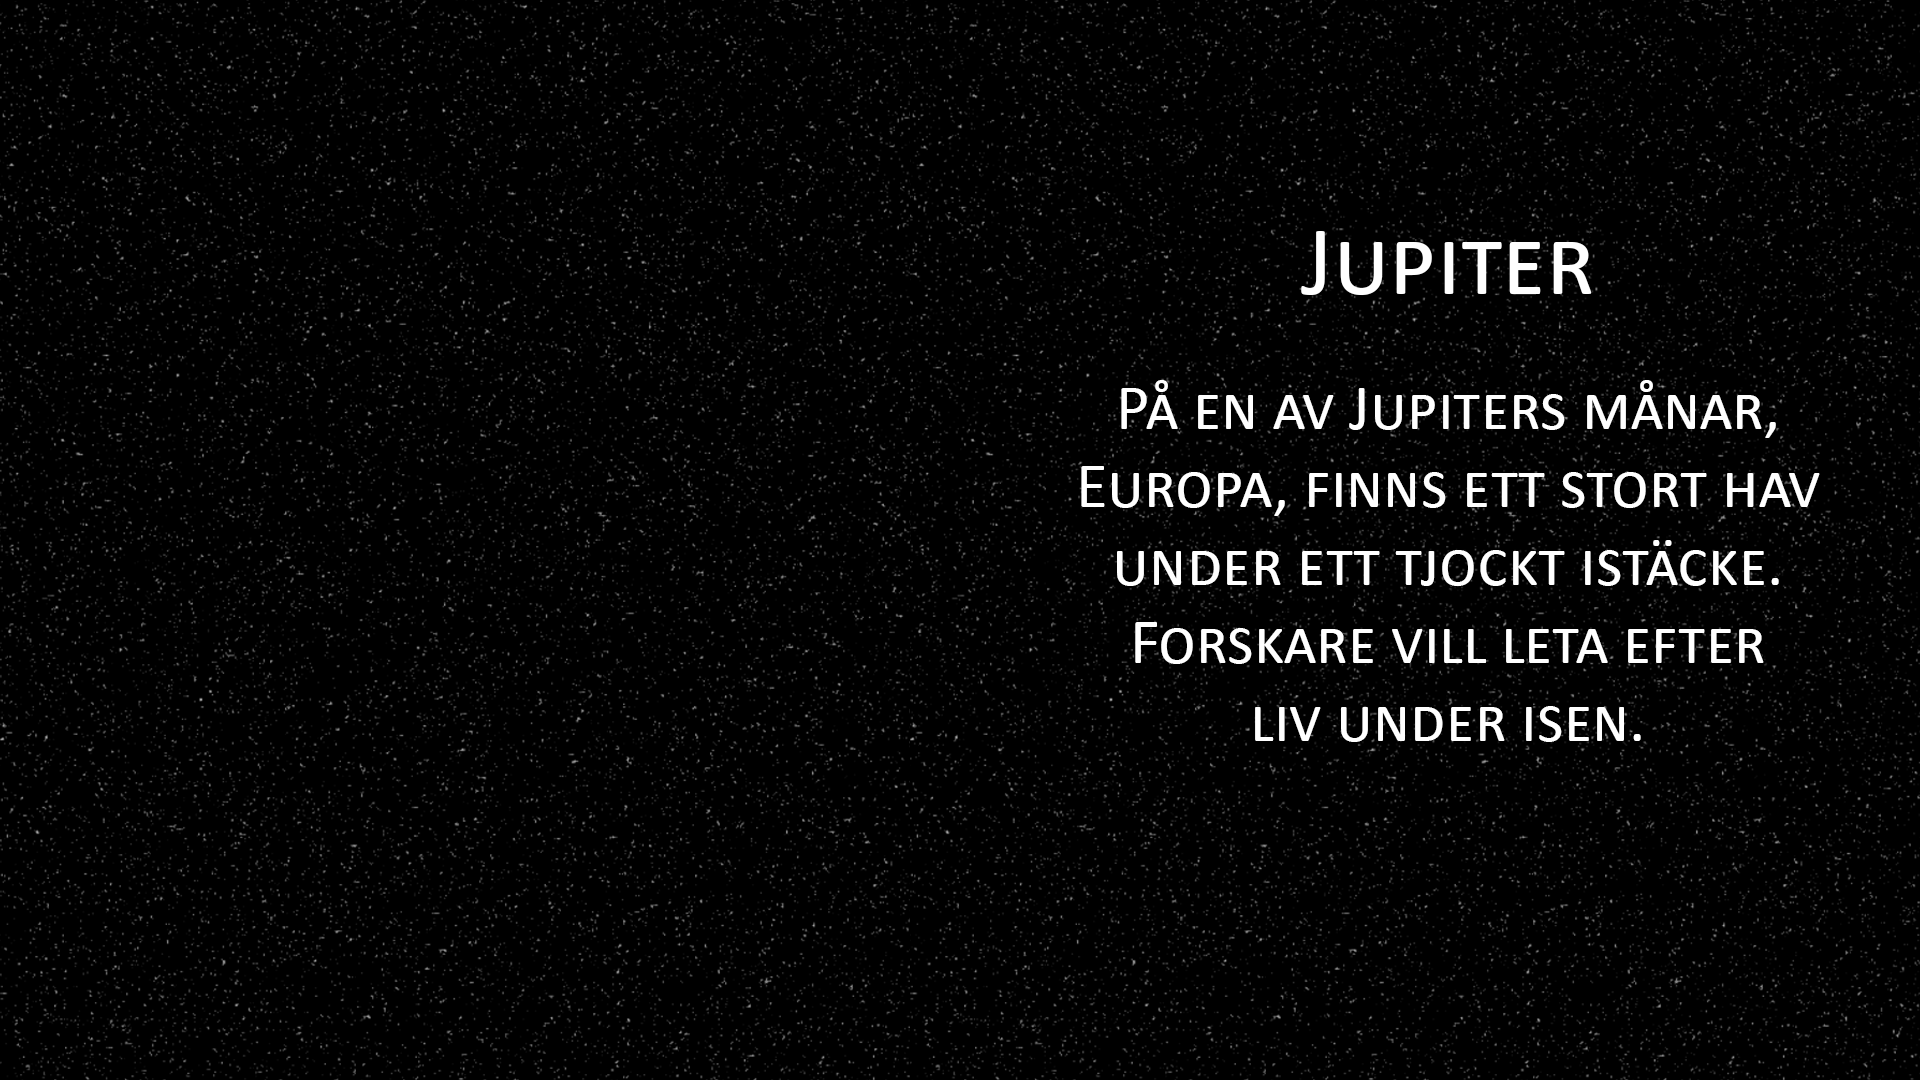 Jupiter
På en av Jupiters månar,
Europa, finns ett stort hav
under ett tjockt istäcke.
Forskare vill leta efter
liv under isen.